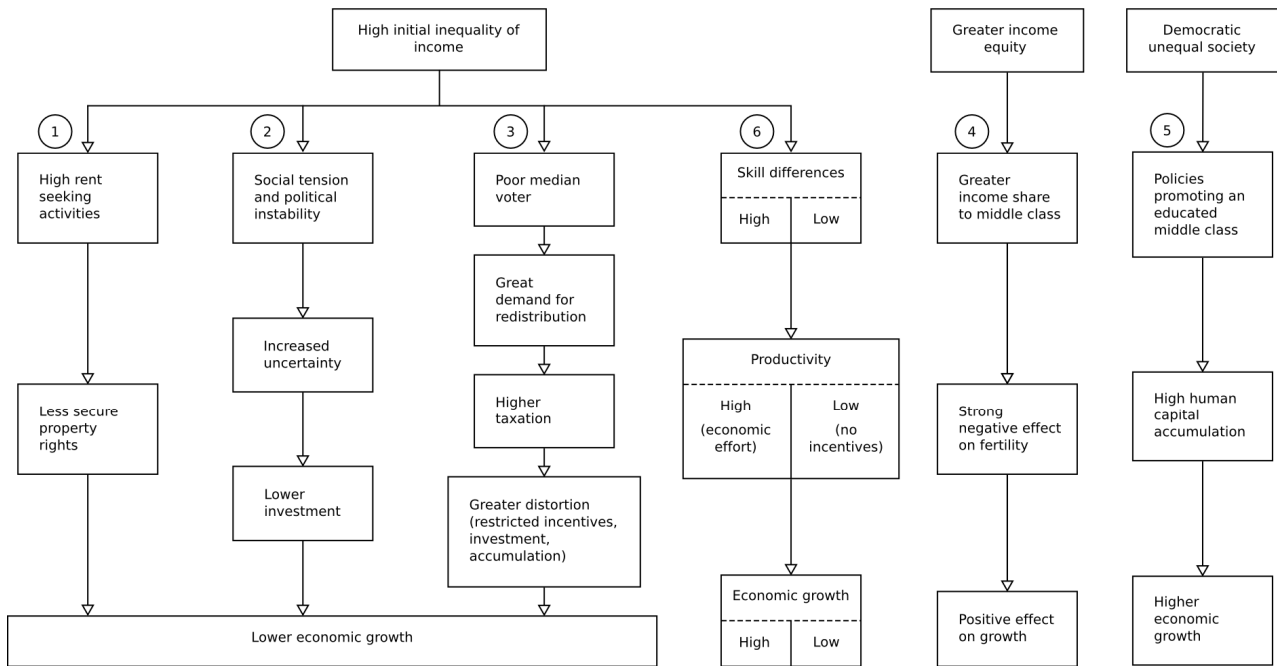 High initial inequality of
income
Greater income
equity
Democratic
unequal society
1
2
3
6
4
5
High rent
seeking
activities
Social tension
and political
instability
Poor median
voter
Skill differences
High
Low
Greater
income share
to middle class
Policies
promoting an
educated
middle class
Great
demand for
redistribution
Increased
uncertainty
Productivity
High
(economic
effort)
Low
(no
incentives)
Less secure
property
rights
Higher
taxation
Strong
negative effect
on fertility
High human
capital
accumulation
Lower
investment
Greater distortion
(restricted incentives,
investment,
accumulation)
Economic growth
High
Low
Positive effect
on growth
Higher
economic
growth
Lower economic growth